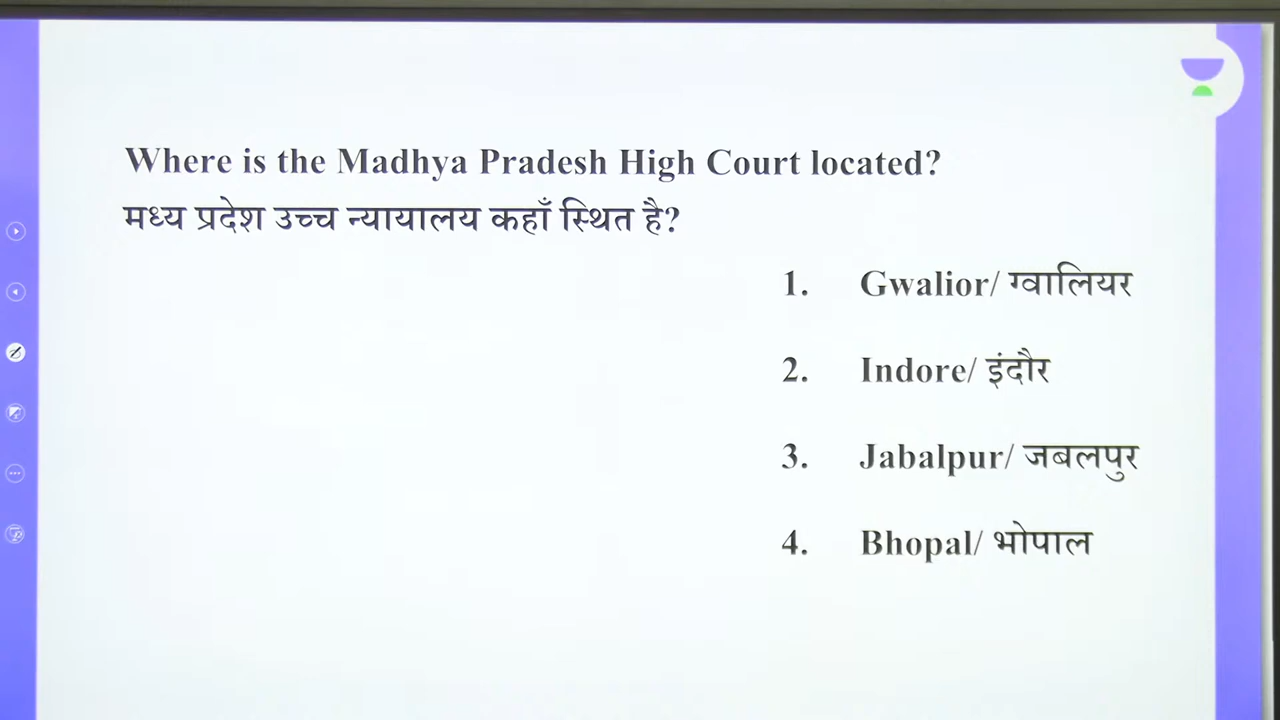 Where is the Madhya Pradesh High Court located?
मध्य प्रदेश उच्च न्यायालय कहाँ स्थित है?
1. Gwalior/ ग्वालियर
2. Indore/ इंदौर
3. Jabalpur/ जबलपुर
4. Bhopal/ भोपाल